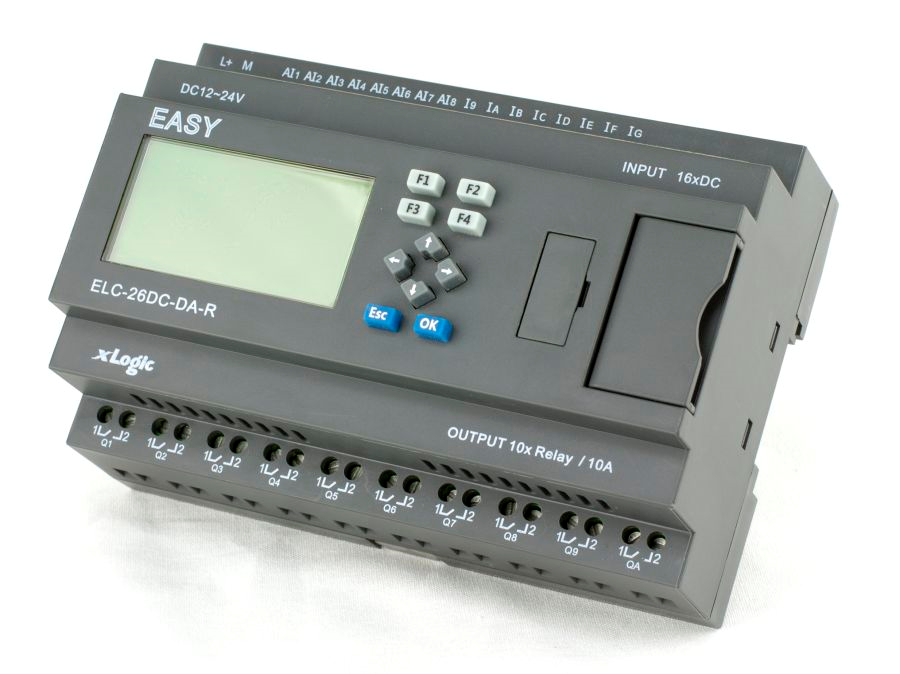 L+ M AI1 AI2 AI3 AI4 AI5 AI6 AI7 AI8 I9 IA IB IC ID IE IF IG
DC12~24V
INPUT 16xDC
EASY
F1 F2
F3 F4
ELC-26DC-DA-R
Esc OK
xLogic
OUTPUT 10x Relay / 10A
1 2 1 2 1 2 1 2 1 2 1 2 1 2 1 2 1 2 1 2
Q1 Q2 Q3 Q4 Q5 Q6 Q7 Q8 Q9 QA